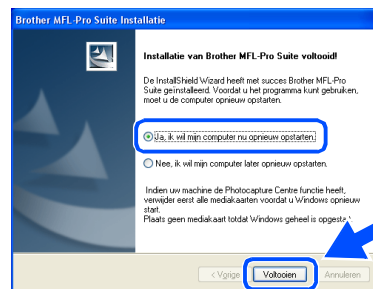 Brother MFL-Pro Suite Installatie
Installatie van Brother MFL-Pro Suite voltooid!
De InstallShield Wizard heeft met succes Brother MFL-Pro
Suite geïnstalleerd. Voordat u het programma kunt gebruiken,
moet u de computer opnieuw opstarten.
Ja, ik wil mijn computer nu opnieuw opstarten.
Nee, ik wil mijn computer later opnieuw opstarten.
Indien uw machine de Photocapture Centre functie heeft,
verwijder eerst alle mediakaarten voordat u Windows opnieuw
start.
Plaats geen mediakaart totdat Windows geheel is
< Vorige Voltooien Annuleren